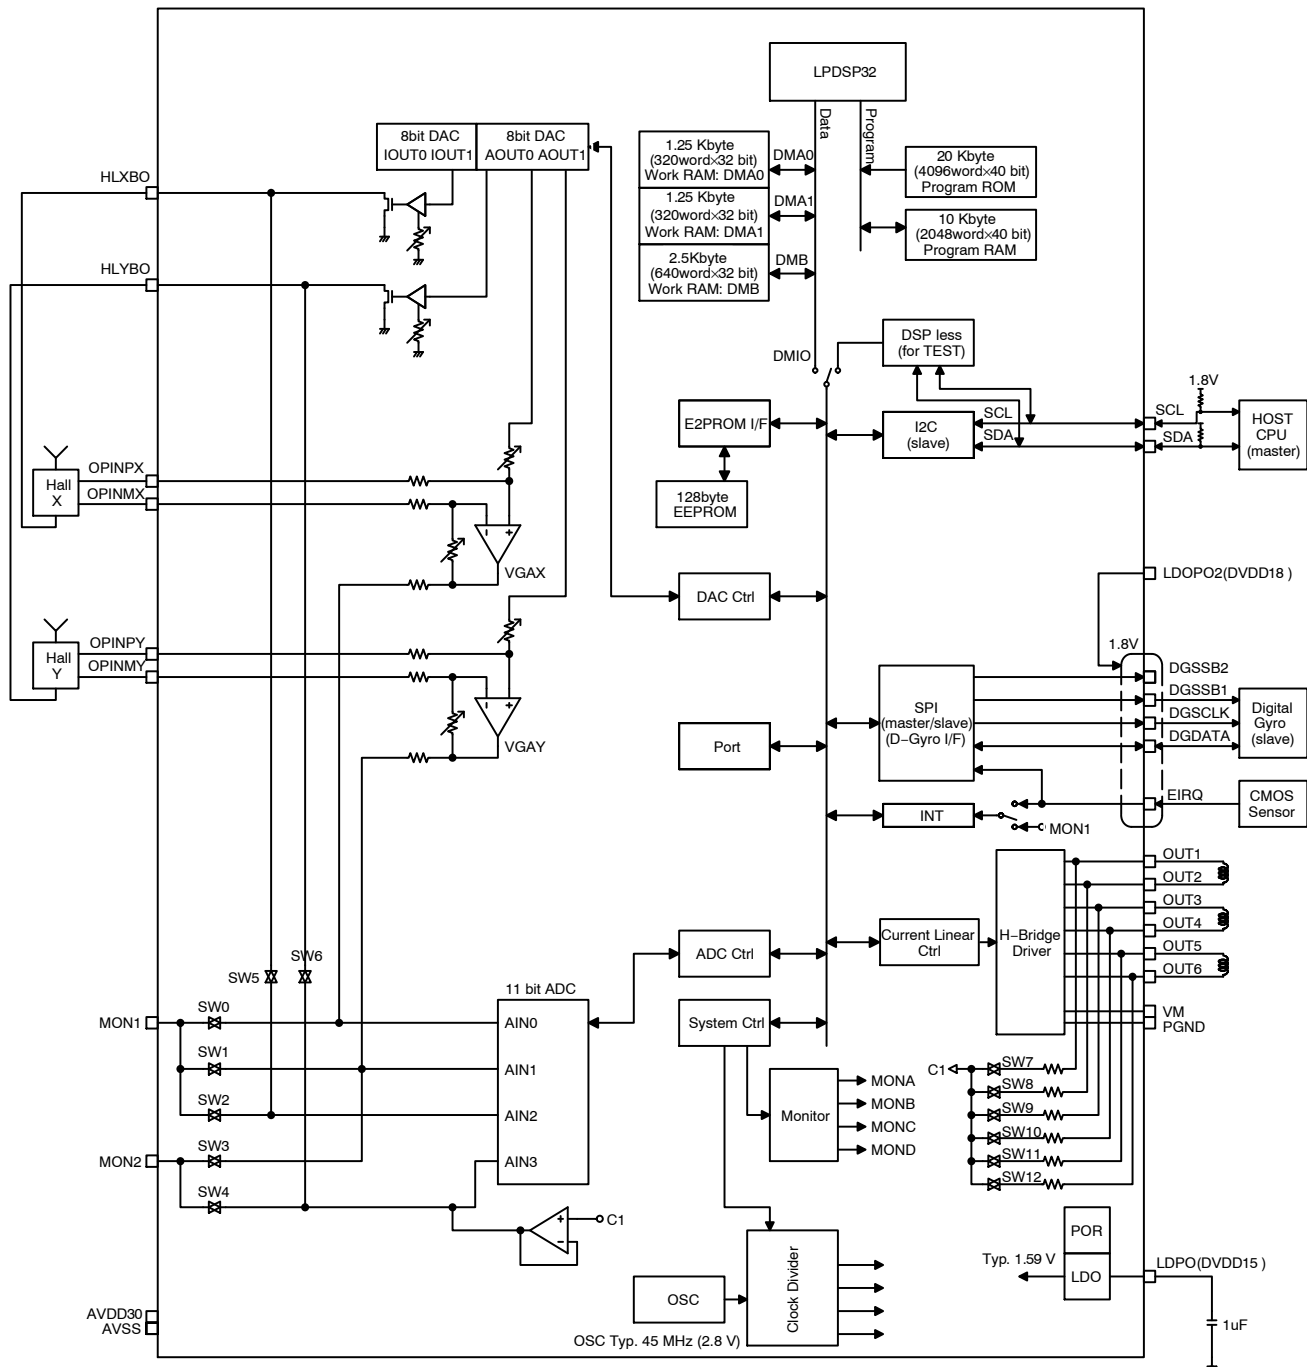 LPDSP32
Data
Program
8bit DAC
IOUT0 IOUT1
8bit DAC
AOUT0 AOUT1
1.25 Kbyte
(320word×32 bit)
Work RAM: DMA0
DMA0
1.25 Kbyte
(320word×32 bit)
Work RAM: DMA1
DMA1
2.5Kbyte
(640word×32 bit)
Work RAM: DMB
DMB
20 Kbyte
(4096word×40 bit)
Program ROM
10 Kbyte
(2048word×40 bit)
Program RAM
HLXBO
HLYBO
DMIO
DSP less
(for TEST)
1.8V
E2PROM I/F
I2C
(slave)
SCL
SDA
SCL
SDA
HOST
CPU
(master)
128byte
EEPROM
OPINPX
OPINMX
Hall
X
VGAX
DAC Ctrl
LDOPO2(DVDD18 )
OPINPY
OPINMY
Hall
Y
VGAY
1.8V
SPI
(master/slave)
(D−Gyro I/F)
DGSSB2
DGSSB1
DGSCLK
DGDATA
Digital
Gyro
(slave)
Port
EIRQ
CMOS
Sensor
INT
MON1
OUT1
OUT2
OUT3
OUT4
OUT5
OUT6
Current Linear
Ctrl
H−Bridge
Driver
VM
PGND
ADC Ctrl
SW6
SW5
11 bit ADC
AIN0
AIN1
AIN2
AIN3
MON1
SW0
SW1
SW2
MON2
SW3
SW4
System Ctrl
Monitor
MONA
MONB
MONC
MOND
C1
SW7
SW8
SW9
SW10
SW11
SW12
+
−
C1
POR
LDO
Typ. 1.59 V
LDPO(DVDD15 )
1uF
Clock Divider
OSC
OSC Typ. 45 MHz (2.8 V)
AVDD30
AVSS